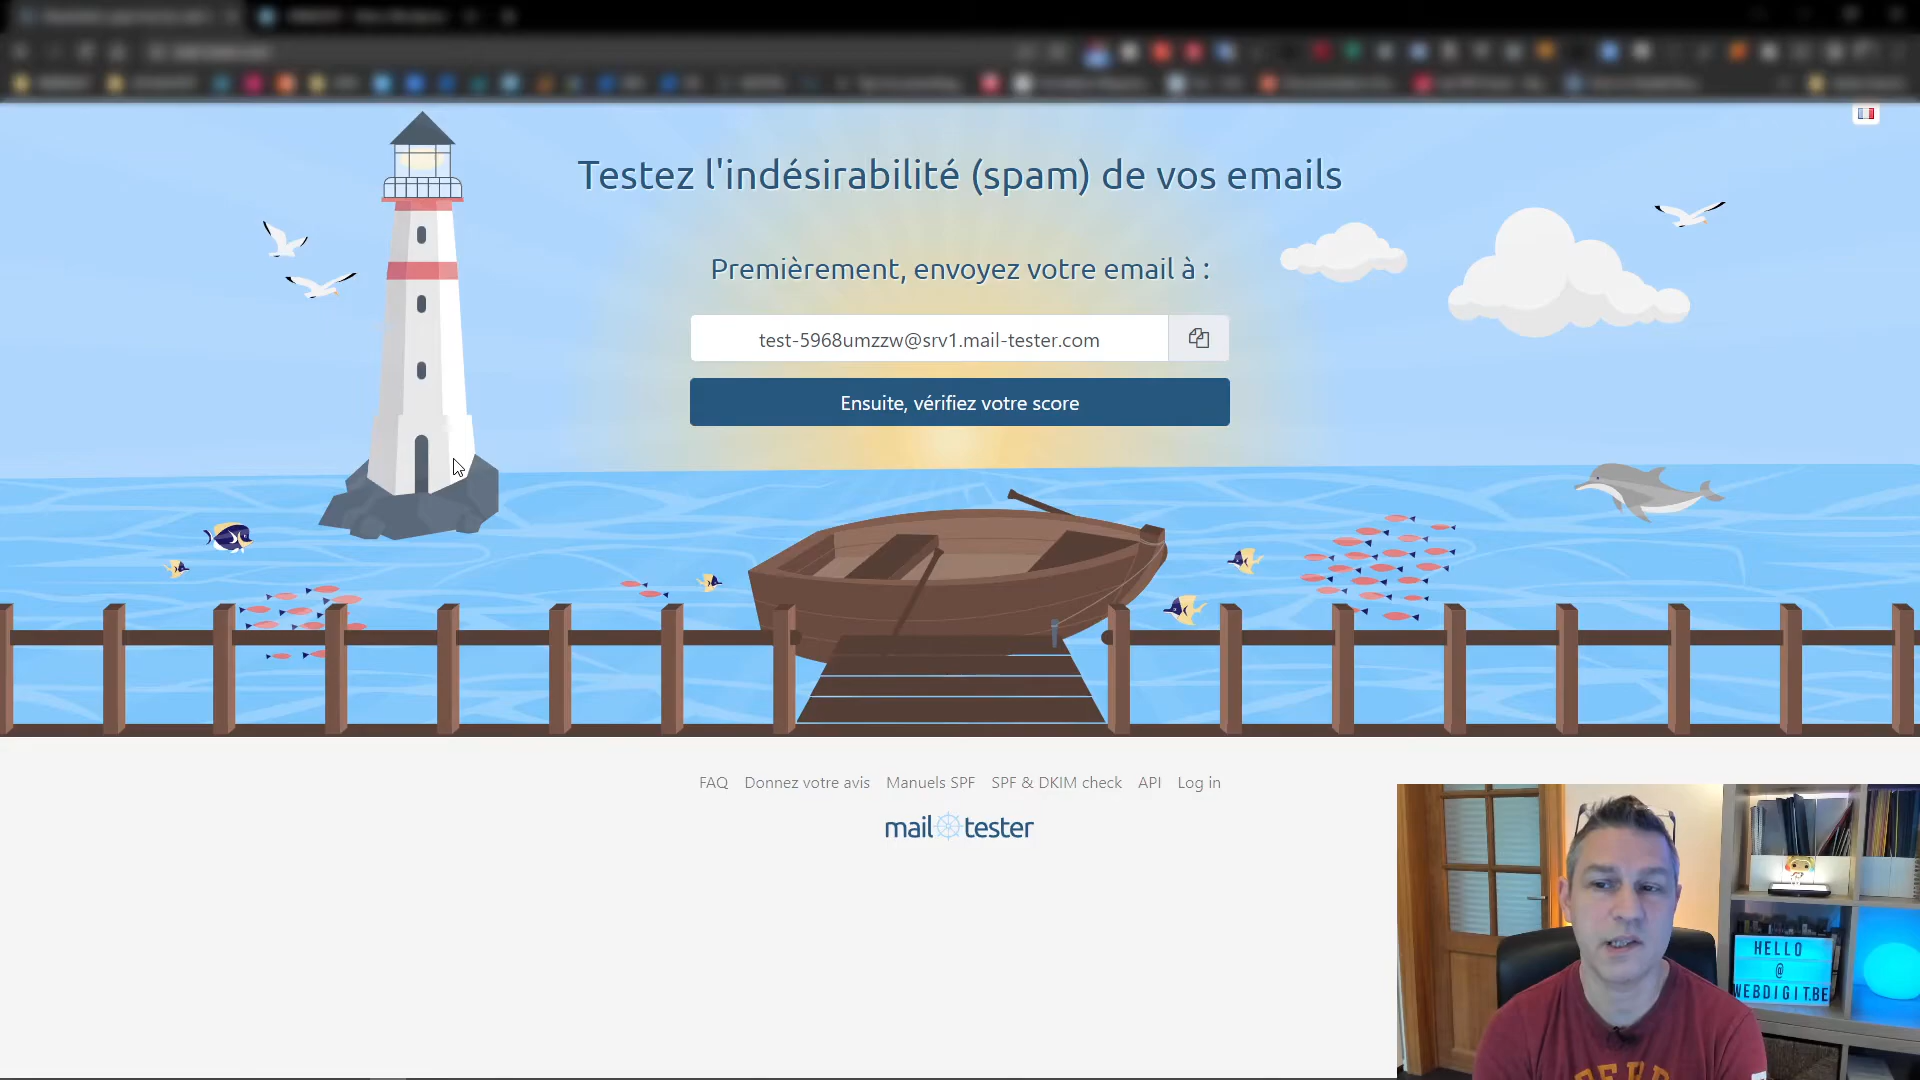 Testez l'indésirabilité (spam) de vos emails
Premièrement, envoyez votre email à :
test-5968umzzw@srv1.mail-tester.com
Ensuite, vérifiez votre score
FAQ Donnez votre avis Manuels SPF SPF & DKIM check API Log in
mail tester
HELLO
@
WEBDIGIT.BE